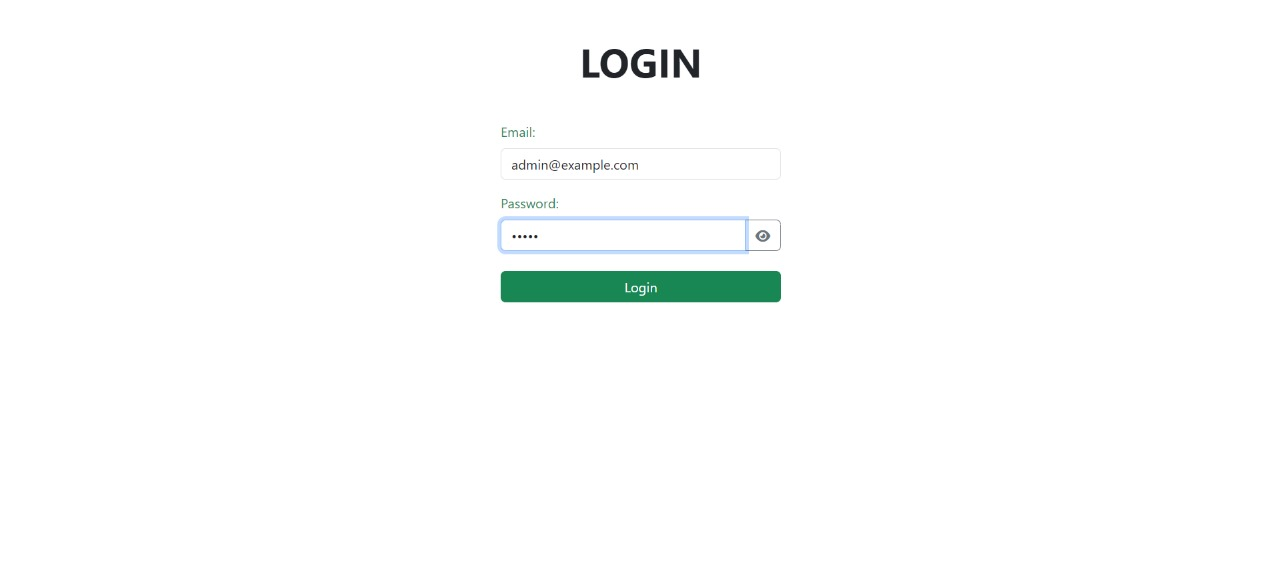 LOGIN
Email:
admin@example.com
Password:
•••••
Login